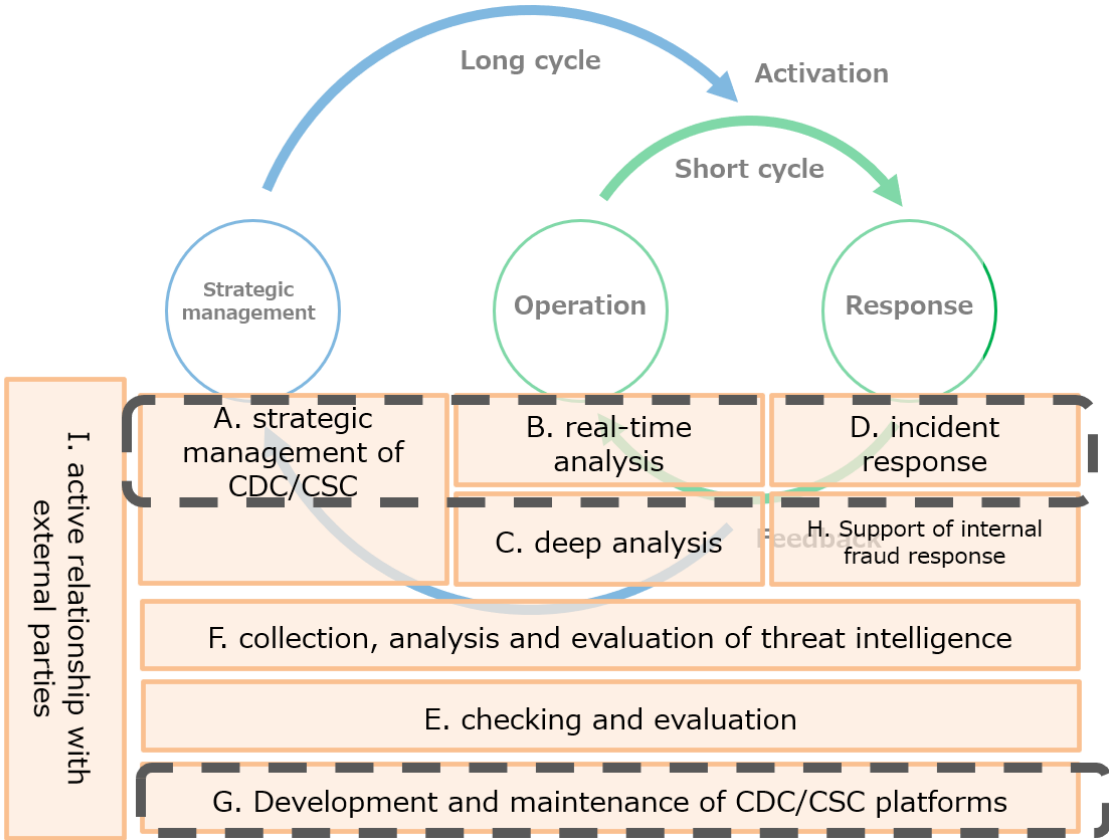 Long cycle
Activation
Short cycle
Strategic
management
Operation
Response
I. active relationship with
external parties
A. strategic
management of
CDC/CSC
B. real-time
analysis
D. incident
response
C. deep analysis
Feedback
H. Support of internal
fraud response
F. collection, analysis and evaluation of threat intelligence
E. checking and evaluation
G. Development and maintenance of CDC/CSC platforms